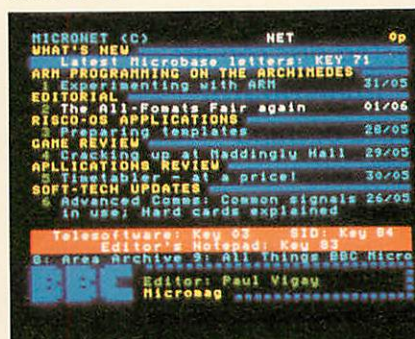 MICRONET (C) NET 0p
WHAT'S NEW
Latest Microbase letters: KEY 71
ARM PROGRAMMING ON THE ARCHIMEDES
1 Experimenting with ARM 31/05
EDITORIAL
2 The All-Fomats Fair again 01/06
RISCO-OS APPLICATIONS
3 Preparing templates 28/05
GAME REVIEW
4 Cracking up at Maddingly Hall 29/05
APLLICATIONS REVIEW
5 Timetabler - at a price! 30/05
SOFT-TECH UPDATES
6 Advanced Comms: Common signals 26/05
in use; Hard cards explained
Telesoftware: Key 03 SID: Key 84
Editor's Notepad: Key 83
8: Area Archive 9: All Things BBC Micro
BBC
Editor: Paul Vigay
Micromag